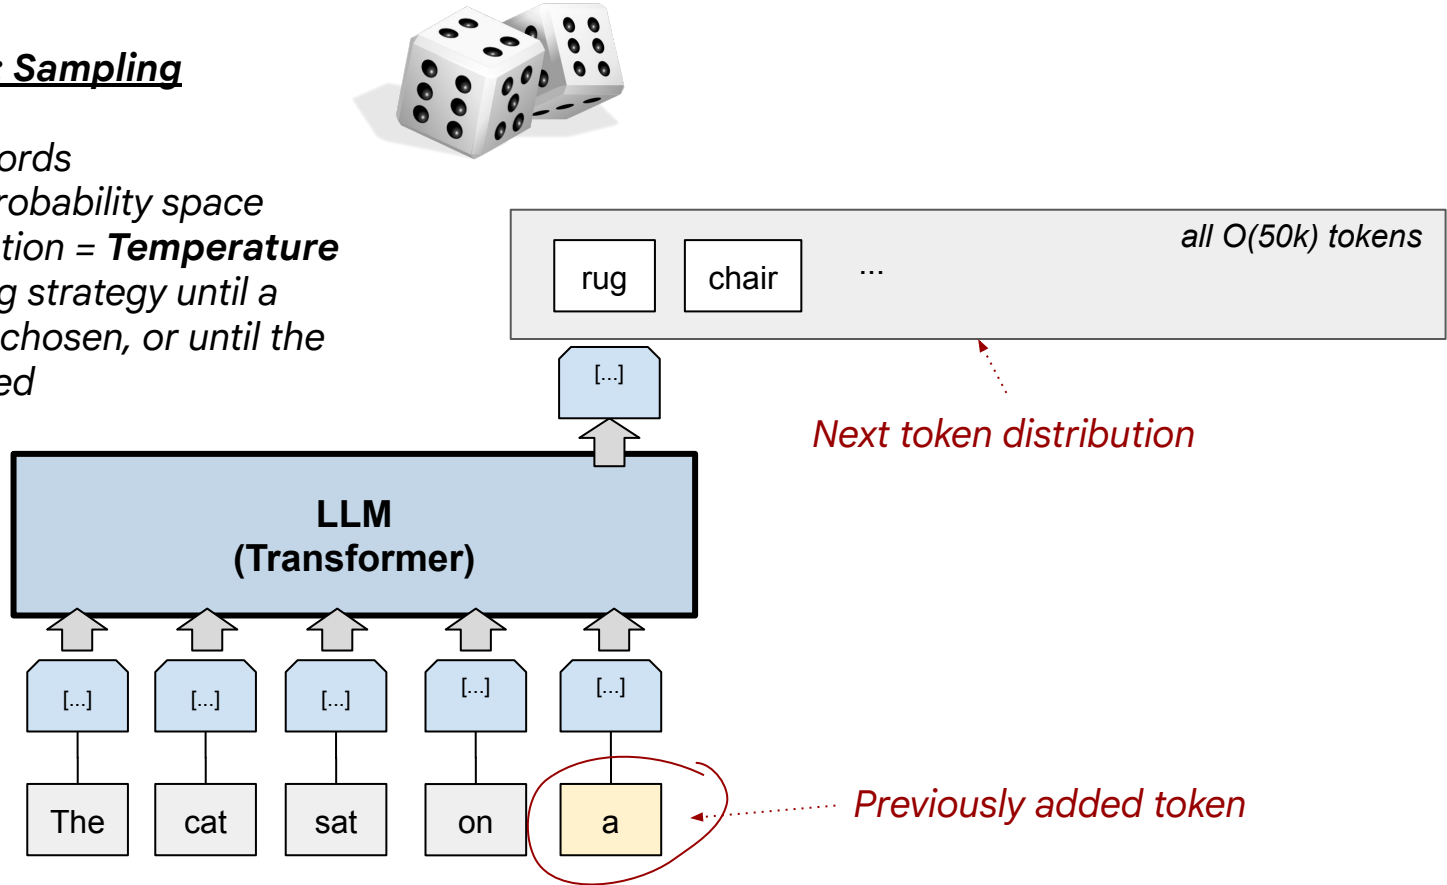 : Sampling
ords
robability space
tion = Temperature
g strategy until a
chosen, or until the
ed
all O(50k) tokens
rug chair ...
[...]
Next token distribution
LLM
(Transformer)
[...] [...] [...] [...] [...]
The cat sat on a
Previously added token